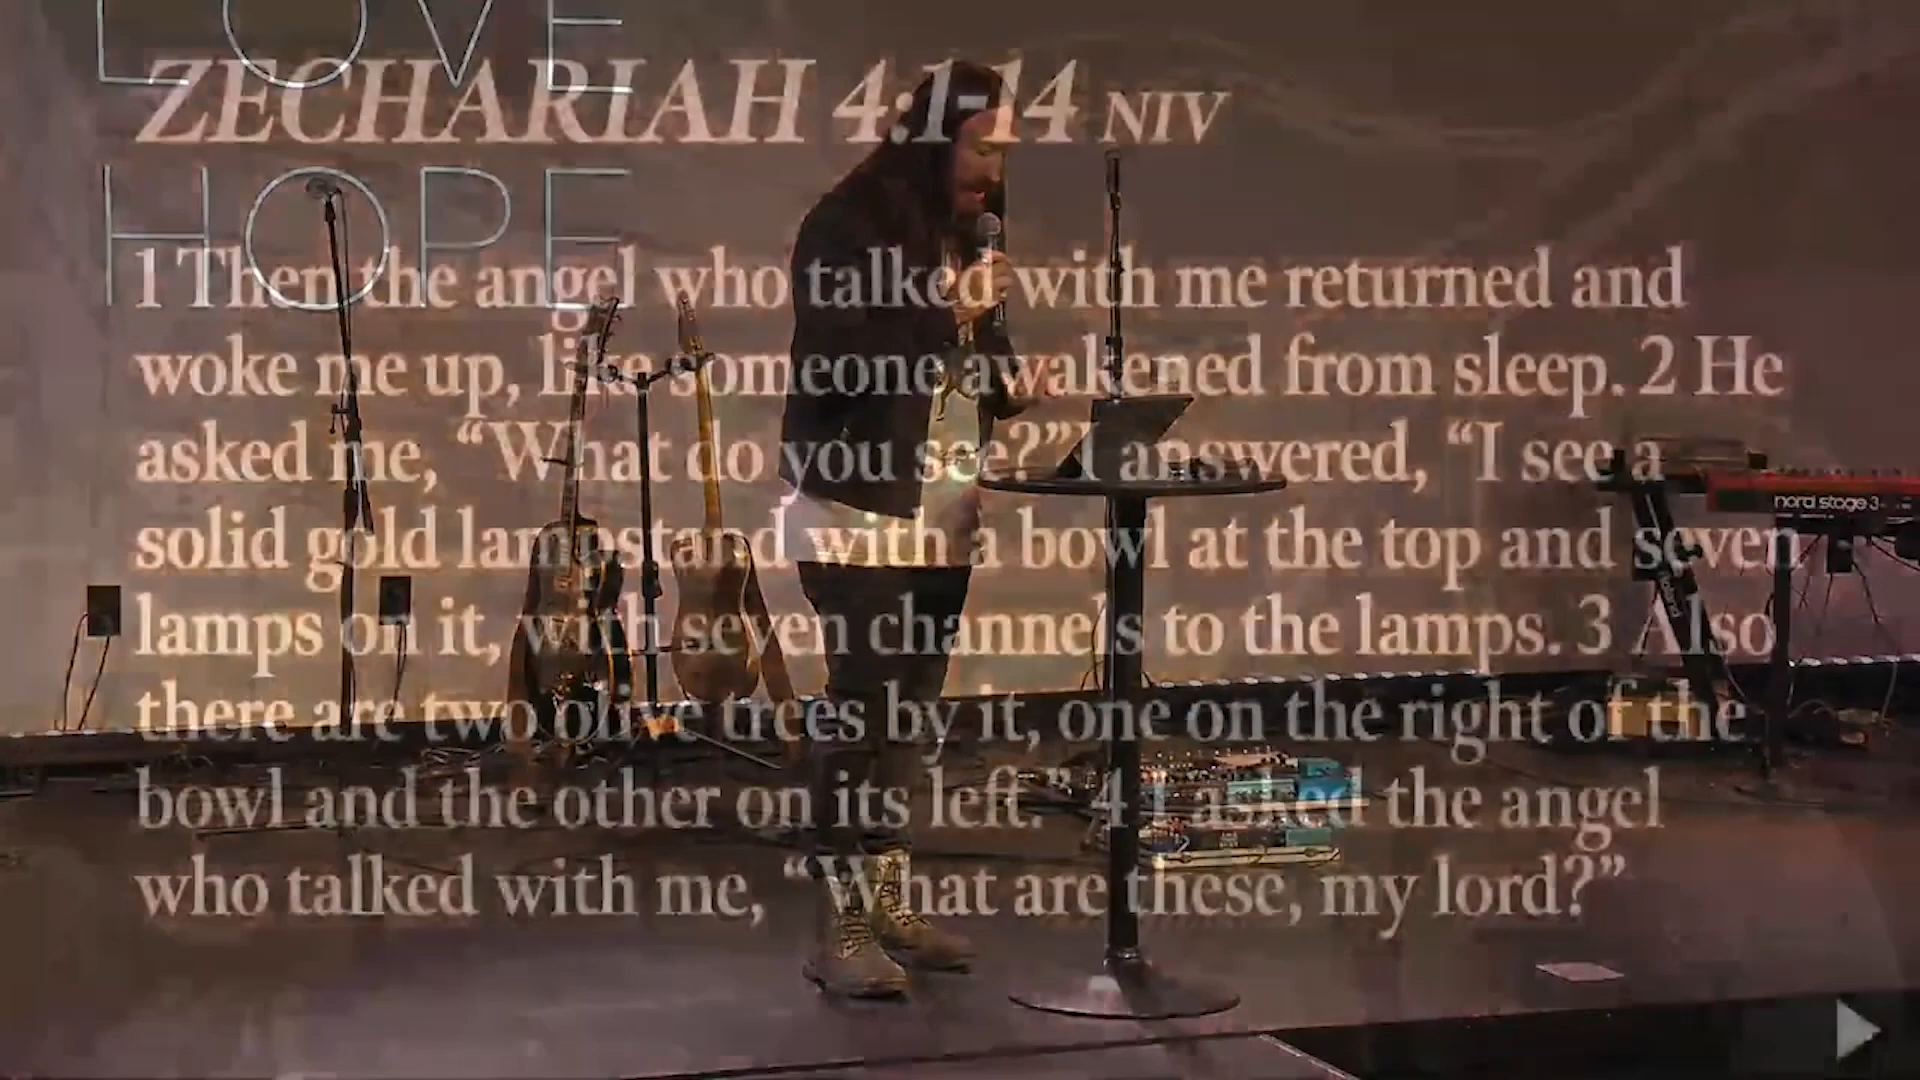 LOVE
HOPE
ZECHARIAH 4:1-14 NIV
1 Then the angel who talked with me returned and
woke me up, like someone awakened from sleep. 2 He
asked me, “What do you see?” I answered, “I see a
solid gold lampstand with a bowl at the top and seven
lamps on it, with seven channels to the lamps. 3 Also
there are two olive trees by it, one on the right of the
bowl and the other on its left.” 4 I asked the angel
who talked with me, “What are these, my lord?”
nord stage 3
Roland